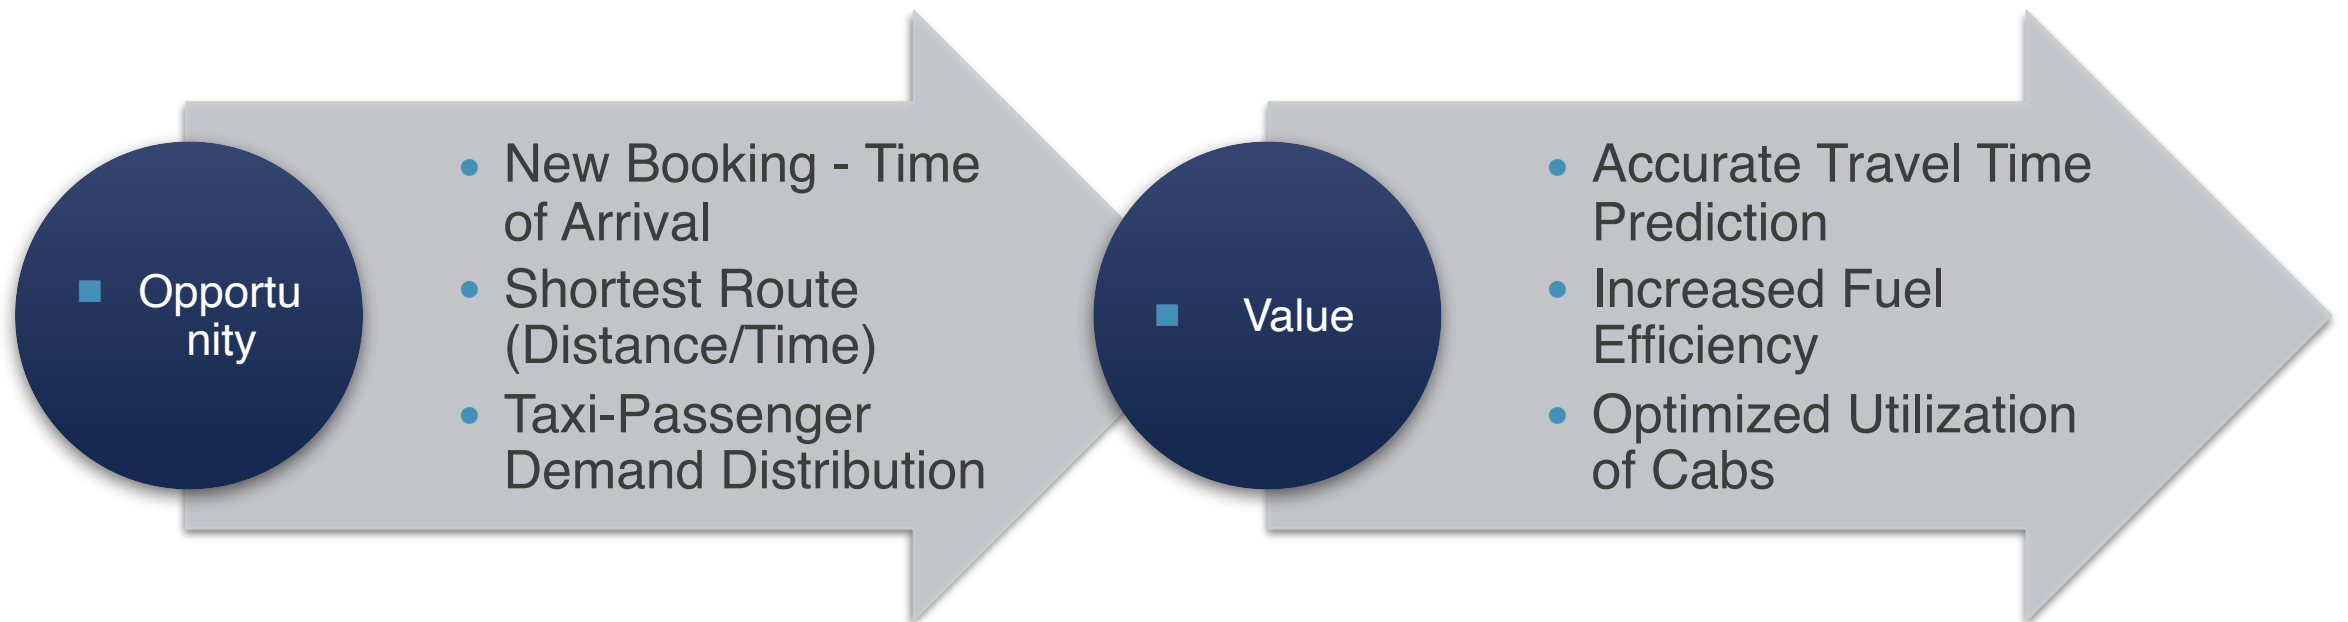 Opportu
nity
• New Booking - Time
of Arrival
• Shortest Route
(Distance/Time)
• Taxi-Passenger
Demand Distribution
Value
• Accurate Travel Time
Prediction
• Increased Fuel
Efficiency
• Optimized Utilization
of Cabs